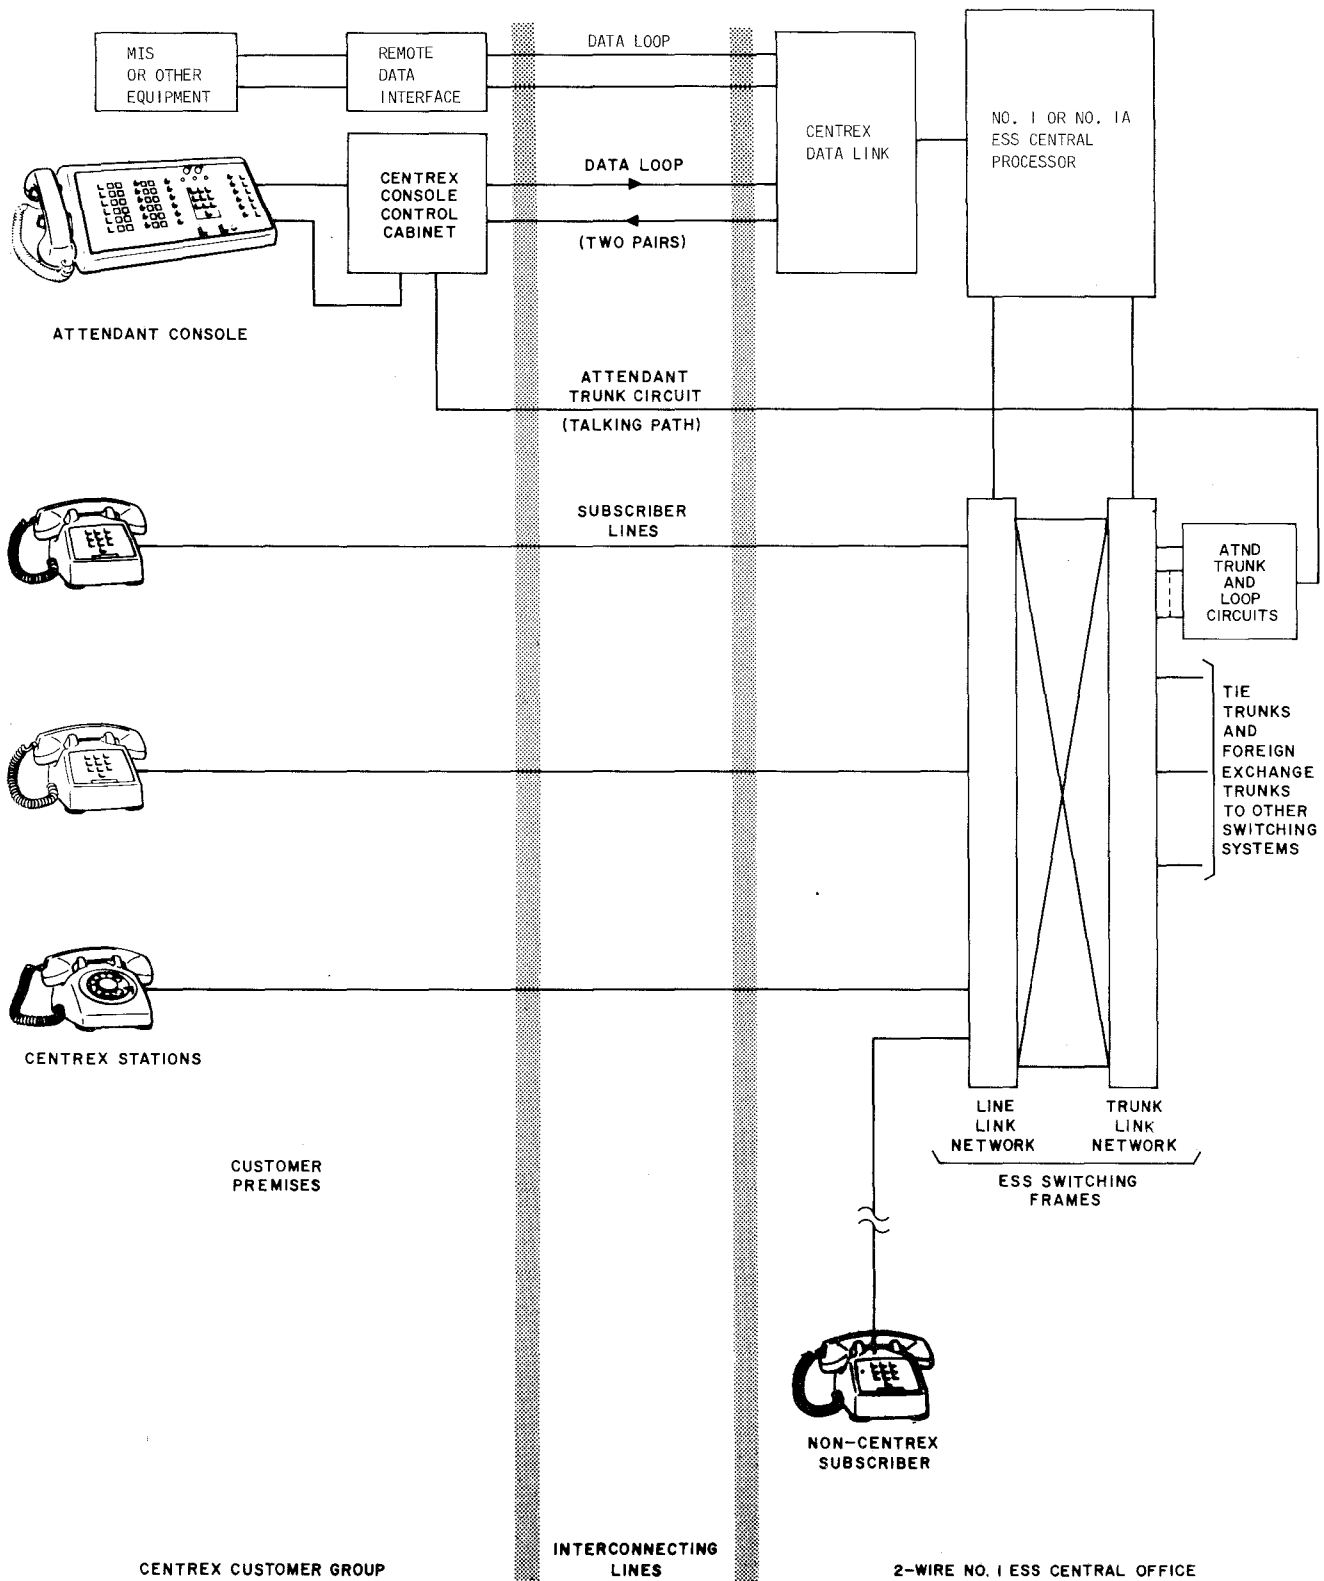 MIS
OR OTHER
EQUIPMENT
REMOTE
DATA
INTERFACE
DATA LOOP
CENTREX
DATA LINK
NO. 1 OR NO. 1A
ESS CENTRAL
PROCESSOR
CENTREX
CONSOLE
CONTROL
CABINET
DATA LOOP
(TWO PAIRS)
ATTENDANT CONSOLE
ATTENDANT
TRUNK CIRCUIT
(TALKING PATH)
SUBSCRIBER
LINES
ATND
TRUNK
AND
LOOP
CIRCUITS
TIE
TRUNKS
AND
FOREIGN
EXCHANGE
TRUNKS
TO OTHER
SWITCHING
SYSTEMS
CENTREX STATIONS
LINE
LINK
NETWORK
TRUNK
LINK
NETWORK
ESS SWITCHING
FRAMES
CUSTOMER
PREMISES
NON-CENTREX
SUBSCRIBER
CENTREX CUSTOMER GROUP
INTERCONNECTING
LINES
2-WIRE NO. 1 ESS CENTRAL OFFICE